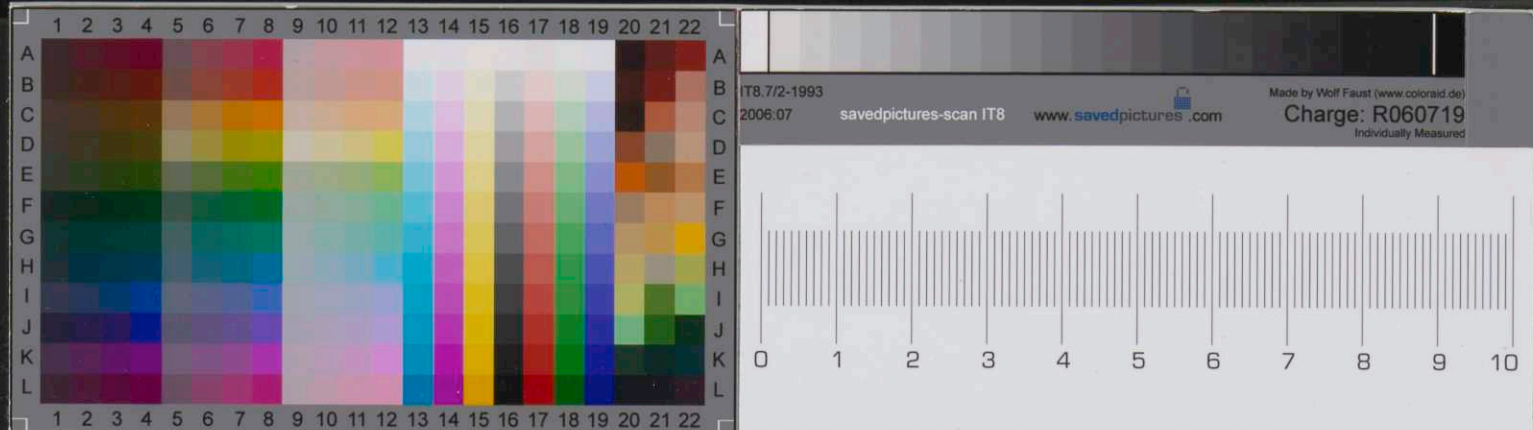 1 2 3 4 5 6 7 8 9 10 11 12 13 14 15 16 17 18 19 20 21 22
A A
B B
C C
D D
E E
F F
G G
H H
I I
J J
K K
L L
1 2 3 4 5 6 7 8 9 10 11 12 13 14 15 16 17 18 19 20 21 22
IT8.7/2-1993
2006:07
savedpictures-scan IT8
www.savedpictures.com
Made by Wolf Faust (www.coloraid.de)
Charge: R060719
Individually Measured
0 1 2 3 4 5 6 7 8 9 10